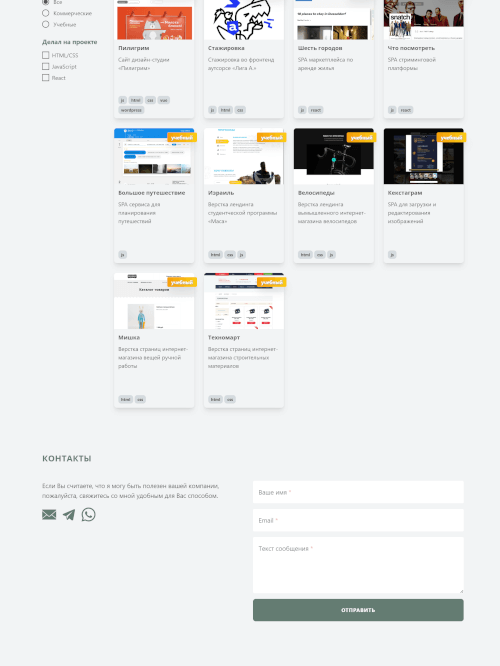 Все
Коммерческие
Учебные
Делал на проекте
HTML/CSS
JavaScript
React
Пилигрим
Сайт дизайн-студии
«Пилигрим»
js html css vue
wordpress
Стажировка
Стажировка во фронтенд
аутсорсе «Лига А.»
js html css
Шесть городов
SPA маркетплейса по
аренде жилья
js react
snatch
Что посмотреть
SPA стриминговой
платформы
js react
учебный
Большое путешествие
SPA сервиса для
планирования
путешествий
js
учебный
Израиль
Верстка лендинга
студенческой программы
«Маса»
html css js
учебный
Велосипеды
Верстка лендинга
вымышленного интернет-
магазина велосипедов
html css js
учебный
Кекстаграм
SPA для загрузки и
редактирования
изображений
js
учебный
Каталог товаров
Мишка
Верстка страниц интернет-
магазина вещей ручной
работы
html css
учебный
Техномарт
Верстка страниц интернет-
магазина строительных
материалов
html css
КОНТАКТЫ
Если Вы считаете, что я могу быть полезен вашей компании,
пожалуйста, свяжитесь со мной удобным для Вас способом.
Ваше имя *
Email *
Текст сообщения *
ОТПРАВИТЬ